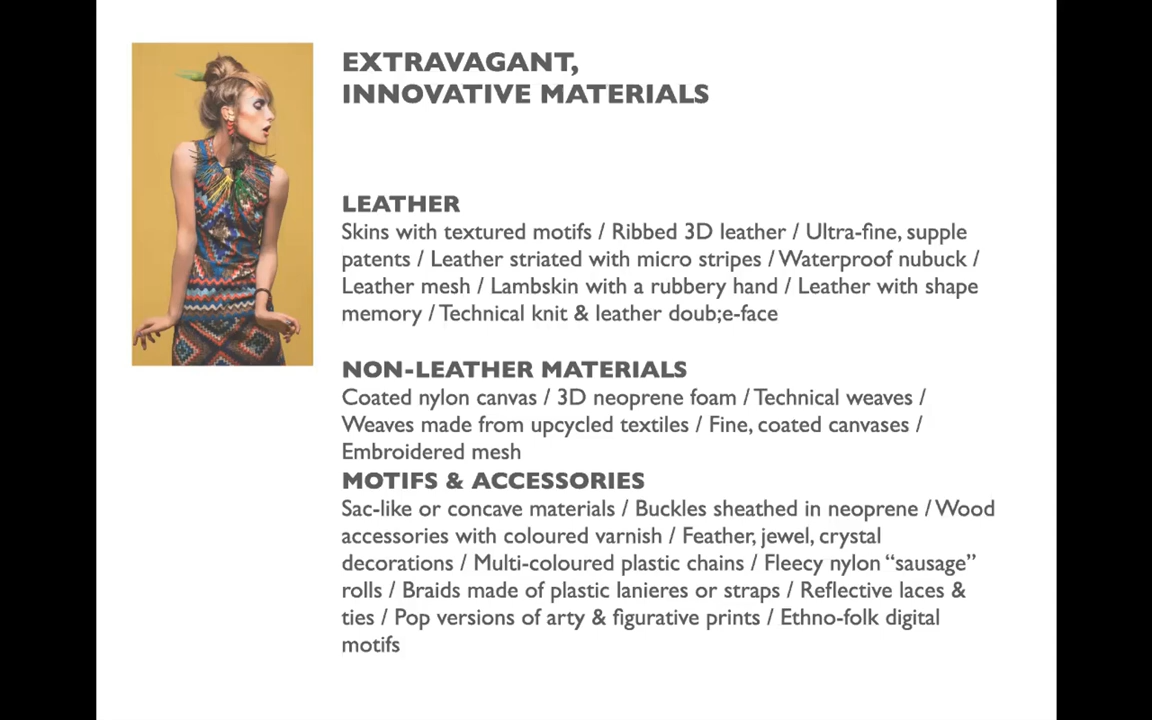 EXTRAVAGANT,
INNOVATIVE MATERIALS
LEATHER
Skins with textured motifs / Ribbed 3D leather / Ultra-fine, supple
patents / Leather striated with micro stripes / Waterproof nubuck /
Leather mesh / Lambskin with a rubbery hand / Leather with shape
memory / Technical knit & leather doub;e-face
NON-LEATHER MATERIALS
Coated nylon canvas / 3D neoprene foam / Technical weaves /
Weaves made from upcycled textiles / Fine, coated canvases /
Embroidered mesh
MOTIFS & ACCESSORIES
Sac-like or concave materials / Buckles sheathed in neoprene / Wood
accessories with coloured varnish / Feather, jewel, crystal
decorations / Multi-coloured plastic chains / Fleecy nylon “sausage”
rolls / Braids made of plastic lanieres or straps / Reflective laces &
ties / Pop versions of arty & figurative prints / Ethno-folk digital
motifs